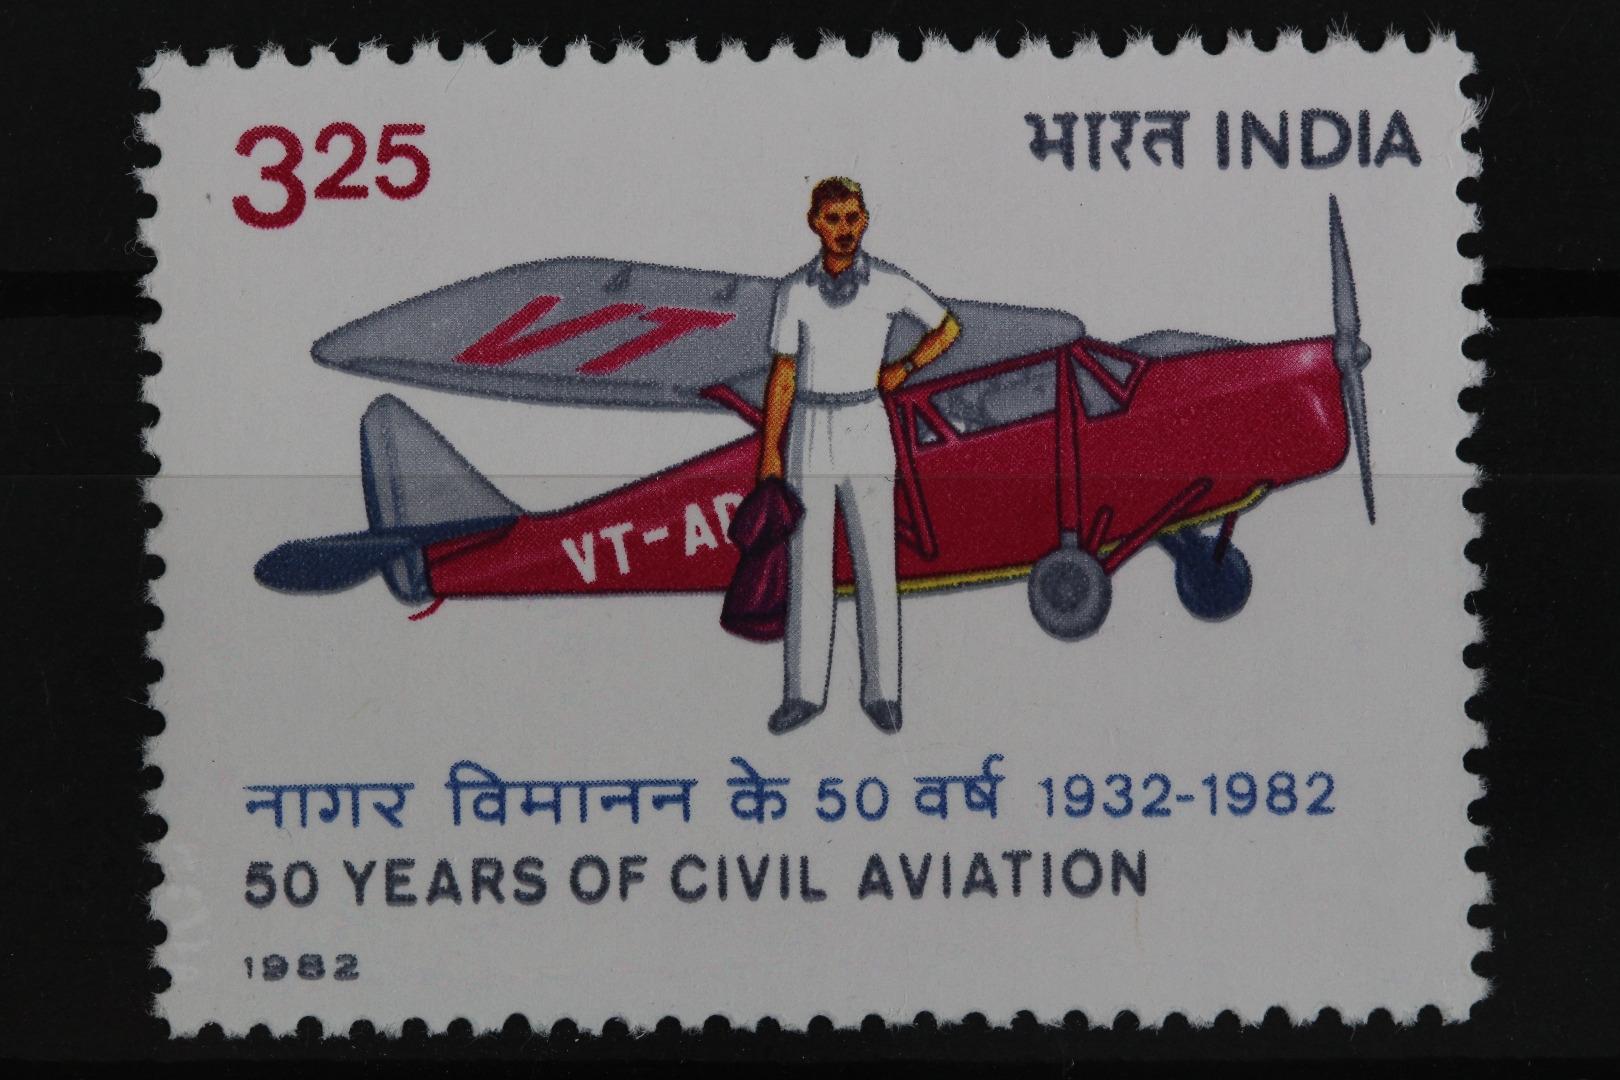 3 25
भारत INDIA
VT
VT-AD
नागर विमानन के 50 वर्ष 1932-1982
50 YEARS OF CIVIL AVIATION
1982